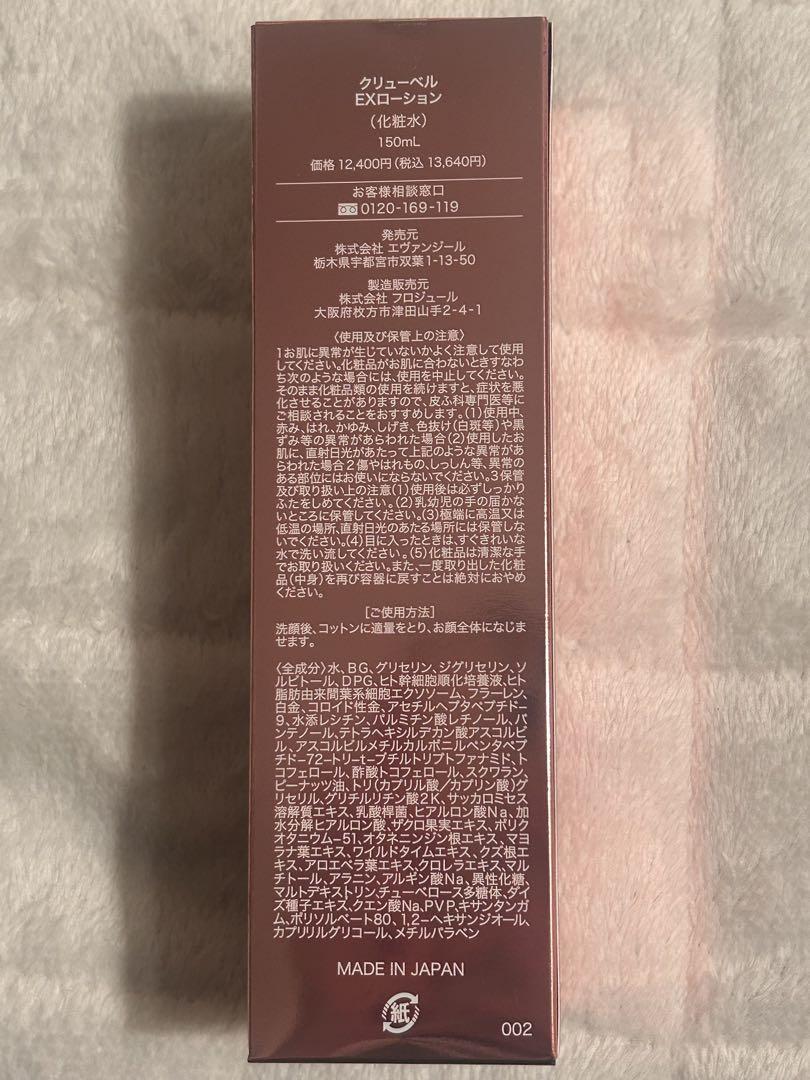 クリューベル
EXローション
（化粧水）
150mL
価格 12,400円（税込 13,640円）
お客様相談窓口
0120-169-119
発売元
株式会社 エヴァンジール
栃木県宇都宮市双葉1-13-50
製造販売元
株式会社 フロジュール
大阪府枚方市津田山手2-4-1
〈使用及び保管上の注意〉
1お肌に異常が生じていないかよく注意して使用
してください。化粧品がお肌に合わないときすなわ
ち次のような場合には、使用を中止してください。
そのまま化粧品類の使用を続けますと、症状を悪
化させることがありますので、皮ふ科専門医等に
ご相談されることをおすすめします。（1）使用中、
赤み、はれ、かゆみ、しげき、色抜け（白斑等）や黒
ずみ等の異常があらわれた場合（2）使用したお
肌に、直射日光があたって上記のような異常があ
らわれた場合2傷やはれもの、しっしん等、異常の
ある部位にはお使いにならないでください。3保管
及び取り扱い上の注意（1）使用後は必ずしっかり
ふたをしめてください。（2）乳幼児の手の届かな
いところに保管してください。（3）極端に高温又は
低温の場所、直射日光のあたる場所には保管しな
いでください。（4）目に入ったときは、すぐきれいな
水で洗い流してください。（5）化粧品は清潔な手
でお取り扱いください。また、一度取り出した化粧
品（中身）を再び容器に戻すことは絶対におやめ
ください。
［ご使用方法］
洗顔後、コットンに適量をとり、お顔全体になじま
せます。
〈全成分〉水、BG、グリセリン、ジグリセリン、ソ
ルビトール、DPG、ヒト幹細胞順化培養液、ヒト
脂肪由来間葉系細胞エクソソーム、フラーレン、
白金、コロイド性金、アセチルヘプタペプチド-
9、水添レシチン、パルミチン酸レチノール、パ
ンテノール、テトラヘキシルデカン酸アスコルビ
ル、アスコルビルメチルカルボニルペンタペプ
チド-72-トリ-t-ブチルトリプトファナミド、ト
コフェロール、酢酸トコフェロール、スクワラン、
ピーナッツ油、トリ（カプリル酸／カプリン酸）グ
リセリル、グリチルリチン酸2K、サッカロミセス
溶解質エキス、乳酸桿菌、ヒアルロン酸Na、加
水分解ヒアルロン酸、ザクロ果実エキス、ポリク
オタニウム-51、オタネニンジン根エキス、マヨ
ラナ葉エキス、ワイルドタイムエキス、クズ根エ
キス、アロエベラ葉エキス、クロレラエキス、マル
チトール、アラニン、アルギン酸Na、異性化糖、
マルトデキストリン、チューベロース多糖体、ダイ
ズ種子エキス、クエン酸Na、PVP、キサンタンガ
ム、ポリソルベート80、1,2-ヘキサンジオール、
カプリリルグリコール、メチルパラベン
MADE IN JAPAN
紙
002